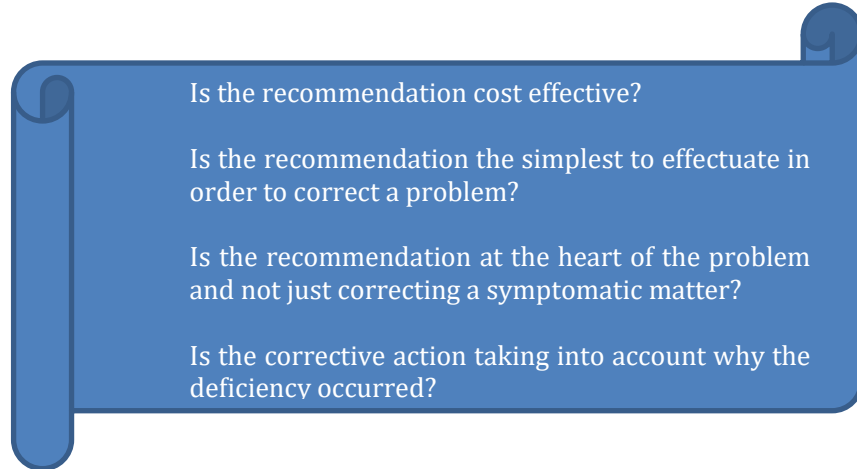 Is the recommendation cost effective?
Is the recommendation the simplest to effectuate in
order to correct a problem?
Is the recommendation at the heart of the problem
and not just correcting a symptomatic matter?
Is the corrective action taking into account why the
deficiency occurred?